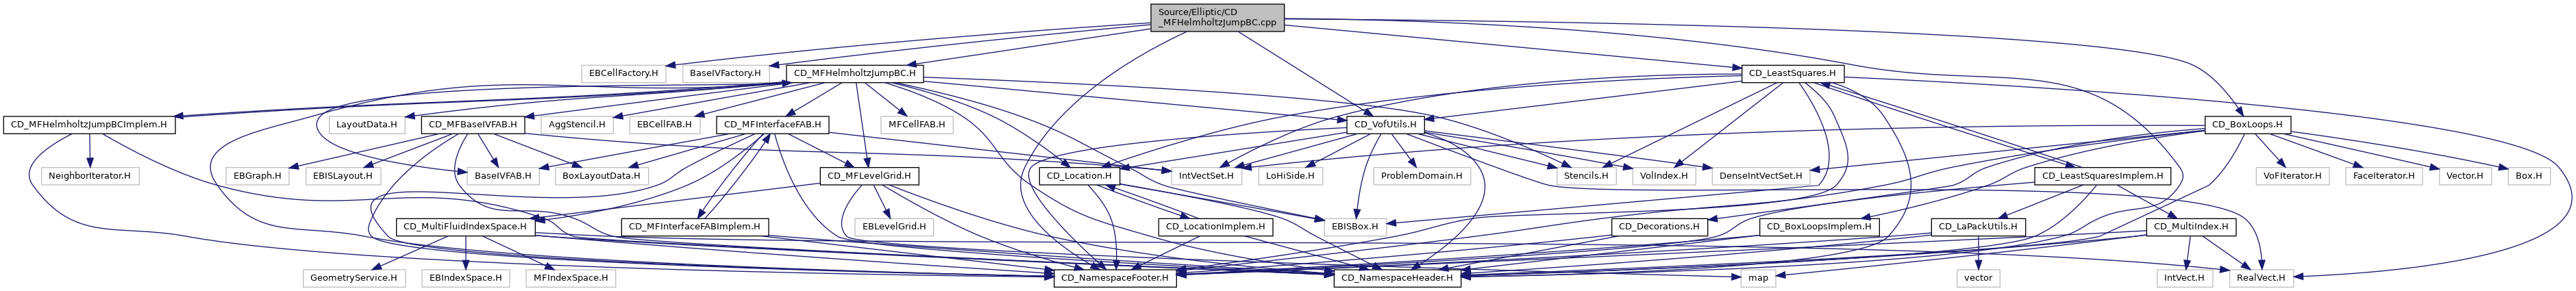 Source/Elliptic/CD
_MFHelmholtzJumpBC.cpp
EBCellFactory.H
BaseIVFactory.H
CD_MFHelmholtzJumpBC.H
CD_LeastSquares.H
CD_MFHelmholtzJumpBCImplem.H
LayoutData.H
CD_MFBaseIVFAB.H
AggStencil.H
EBCellFAB.H
CD_MFInterfaceFAB.H
MFCellFAB.H
CD_VofUtils.H
CD_BoxLoops.H
NeighborIterator.H
EBGraph.H
EBISLayout.H
BaseIVFAB.H
BoxLayoutData.H
CD_MFLevelGrid.H
CD_Location.H
IntVectSet.H
LoHiSide.H
ProblemDomain.H
Stencils.H
VolIndex.H
DenseIntVectSet.H
CD_LeastSquaresImplem.H
VoFIterator.H
FaceIterator.H
Vector.H
Box.H
CD_MultiFluidIndexSpace.H
CD_MFInterfaceFABImplem.H
EBLevelGrid.H
CD_LocationImplem.H
EBISBox.H
CD_Decorations.H
CD_BoxLoopsImplem.H
CD_LaPackUtils.H
CD_MultiIndex.H
GeometryService.H
EBIndexSpace.H
MFIndexSpace.H
CD_NamespaceFooter.H
CD_NamespaceHeader.H
map
vector
IntVect.H
RealVect.H